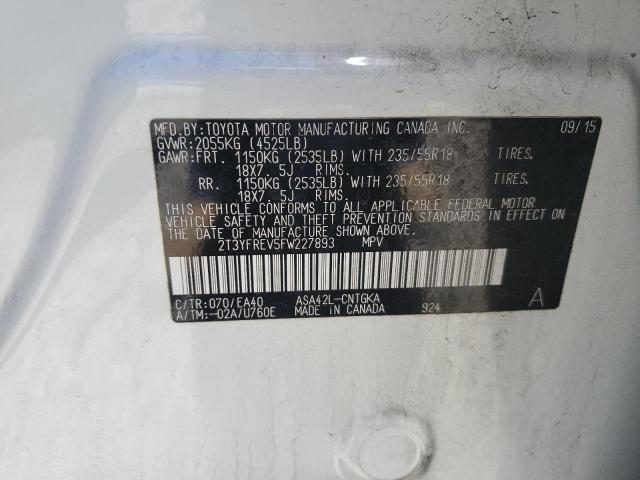 MFD.BY:TOYOTA MOTOR MANUFACTURING CANADA INC. 09/15
GVWR:2055KG (4525LB)
GAWR:FRT. 1150KG (2535LB) WITH 235/55R18 TIRES,
18X7.5J RIMS.
RR. 1150KG (2535LB) WITH 235/55R18 TIRES,
18X7.5J RIMS.
THIS VEHICLE CONFORMS TO ALL APPLICABLE FEDERAL MOTOR
VEHICLE SAFETY AND THEFT PREVENTION STANDARDS IN EFFECT ON
THE DATE OF MANUFACTURE SHOWN ABOVE.
2T3YFREV5FW227893 MPV
C/TR:070/EA40 ASA42L-CNTGKA A
A/TM:-02A/U760E MADE IN CANADA 924